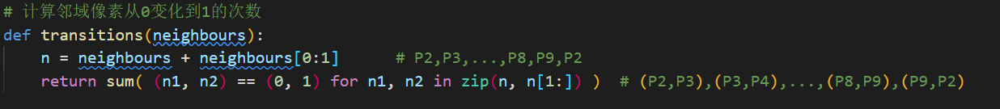 # 计算邻域像素从0变化到1的次数
def transitions(neighbours):
    n = neighbours + neighbours[0:1]      # P2,P3,...,P8,P9,P2
    return sum( (n1, n2) == (0, 1) for n1, n2 in zip(n, n[1:]) )  # (P2,P3),(P3,P4),...,(P8,P9),(P9,P2)